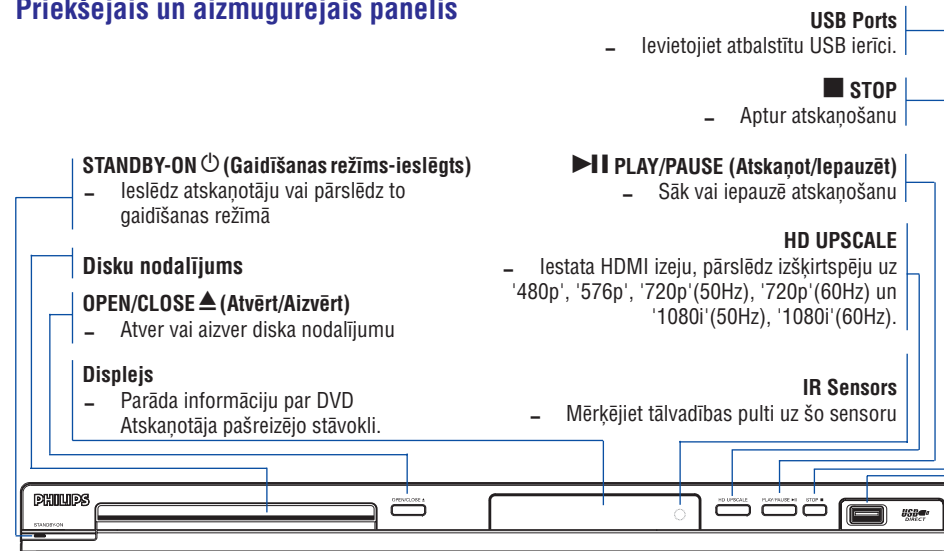 Priekšējais un aizmugurējais panelis
USB Ports
– Ievietojiet atbalstītu USB ierīci.
■ STOP
– Aptur atskaņošanu
STANDBY-ON ⏻ (Gaidīšanas režīms-ieslēgts)
– Ieslēdz atskaņotāju vai pārslēdz to
gaidīšanas režīmā
►II PLAY/PAUSE (Atskaņot/Iepauzēt)
– Sāk vai iepauzē atskaņošanu
Disku nodalījums
OPEN/CLOSE ≜ (Atvērt/Aizvērt)
– Atver vai aizver diska nodalījumu
HD UPSCALE
– Iestata HDMI izeju, pārslēdz izšķirtspēju uz
'480p', '576p', '720p'(50Hz), '720p'(60Hz) un
'1080i'(50Hz), '1080i'(60Hz).
Displejs
– Parāda informāciju par DVD
Atskaņotāja pašreizējo stāvokli.
IR Sensors
– Mērķējiet tālvadības pulti uz šo sensoru
PHILIPS
STANDBY-ON
OPEN/CLOSE ≜
HD UPSCALE
PLAY/PAUSE ►II
STOP ■
USB
DIRECT